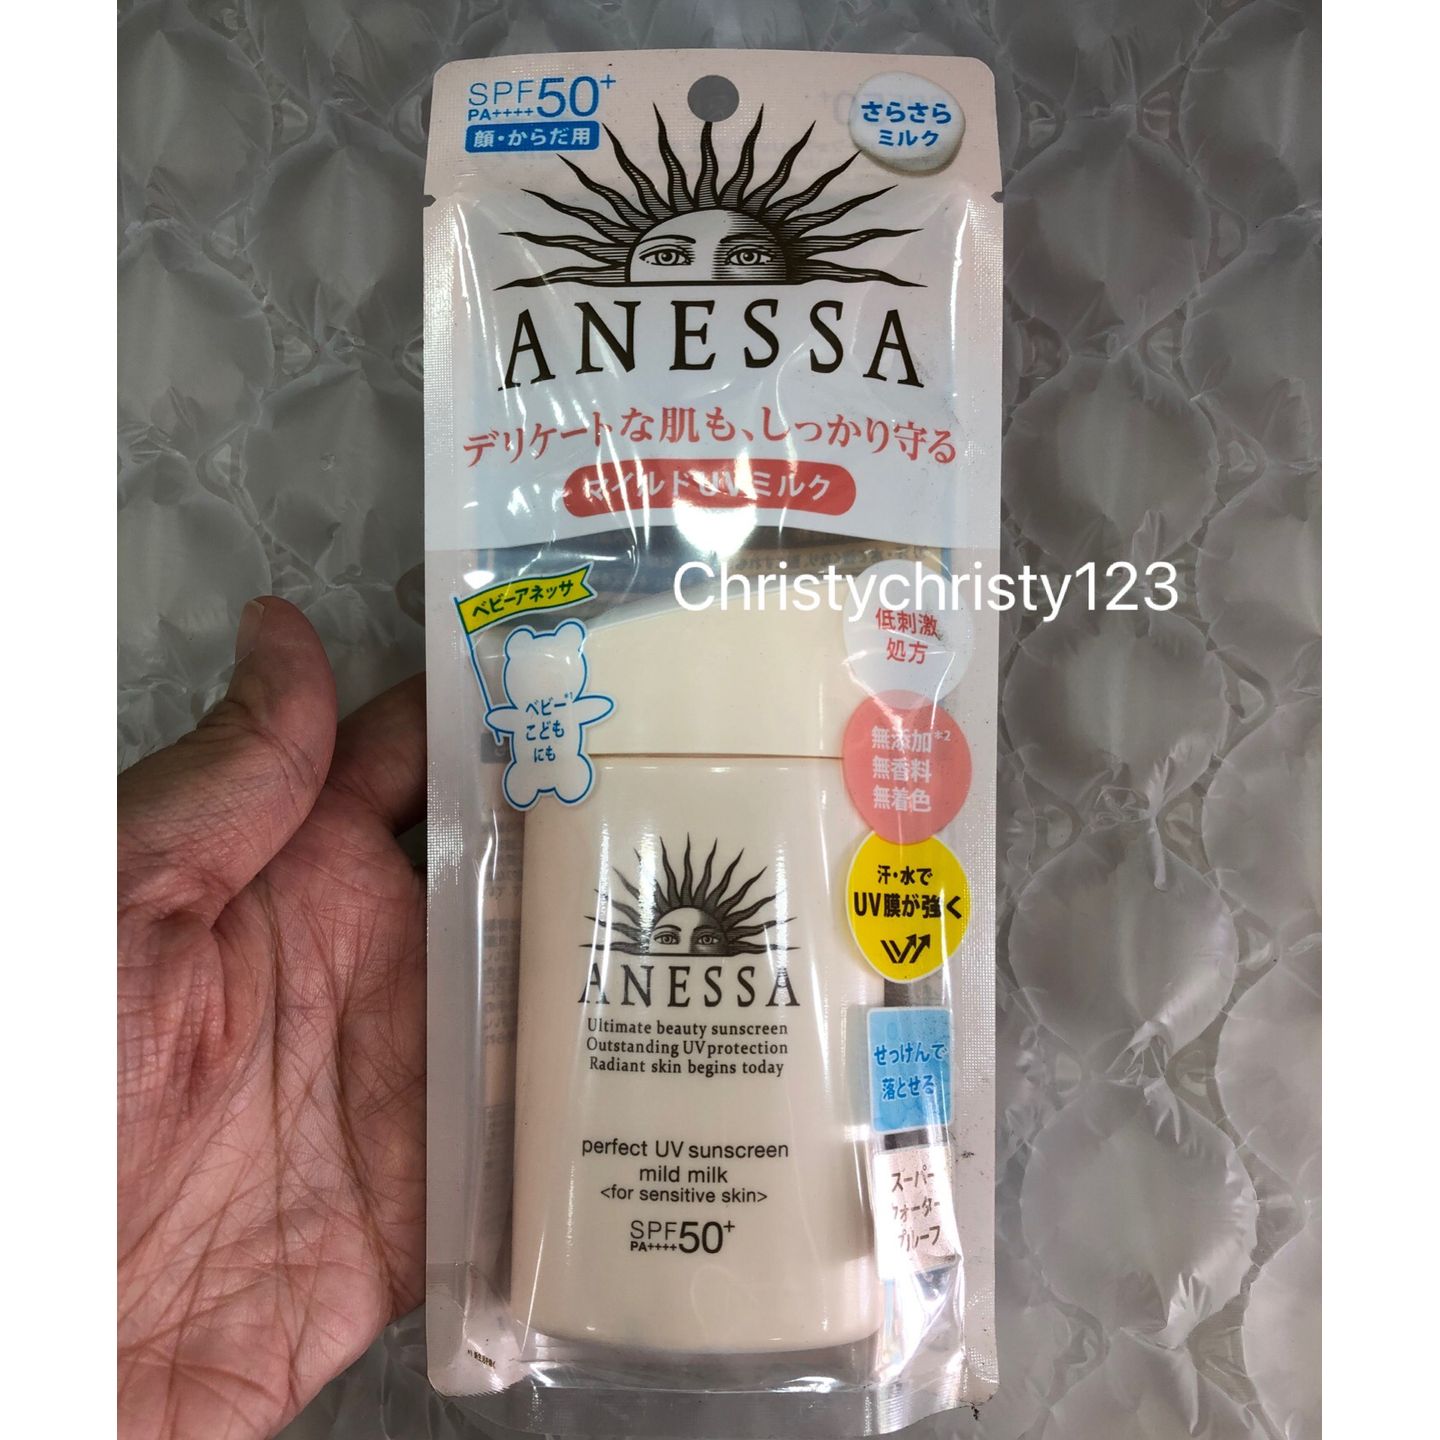 SPF50+
PA++++
顔・からだ用
さらさら
ミルク
ANESSA
デリケートな肌も、しっかり守る
マイルドUVミルク
Christychristy123
ベビーアネッサ
ベビー*1
こども
にも
低刺激
処方
無添加*2
無香料
無着色
汗・水で
UV膜が強く
ANESSA
Ultimate beauty sunscreen
Outstanding UV protection
Radiant skin begins today
せっけんで
落とせる
perfect UV sunscreen
mild milk
<for sensitive skin>
SPF50+
PA++++
スーパー
ウォーター
プルーフ